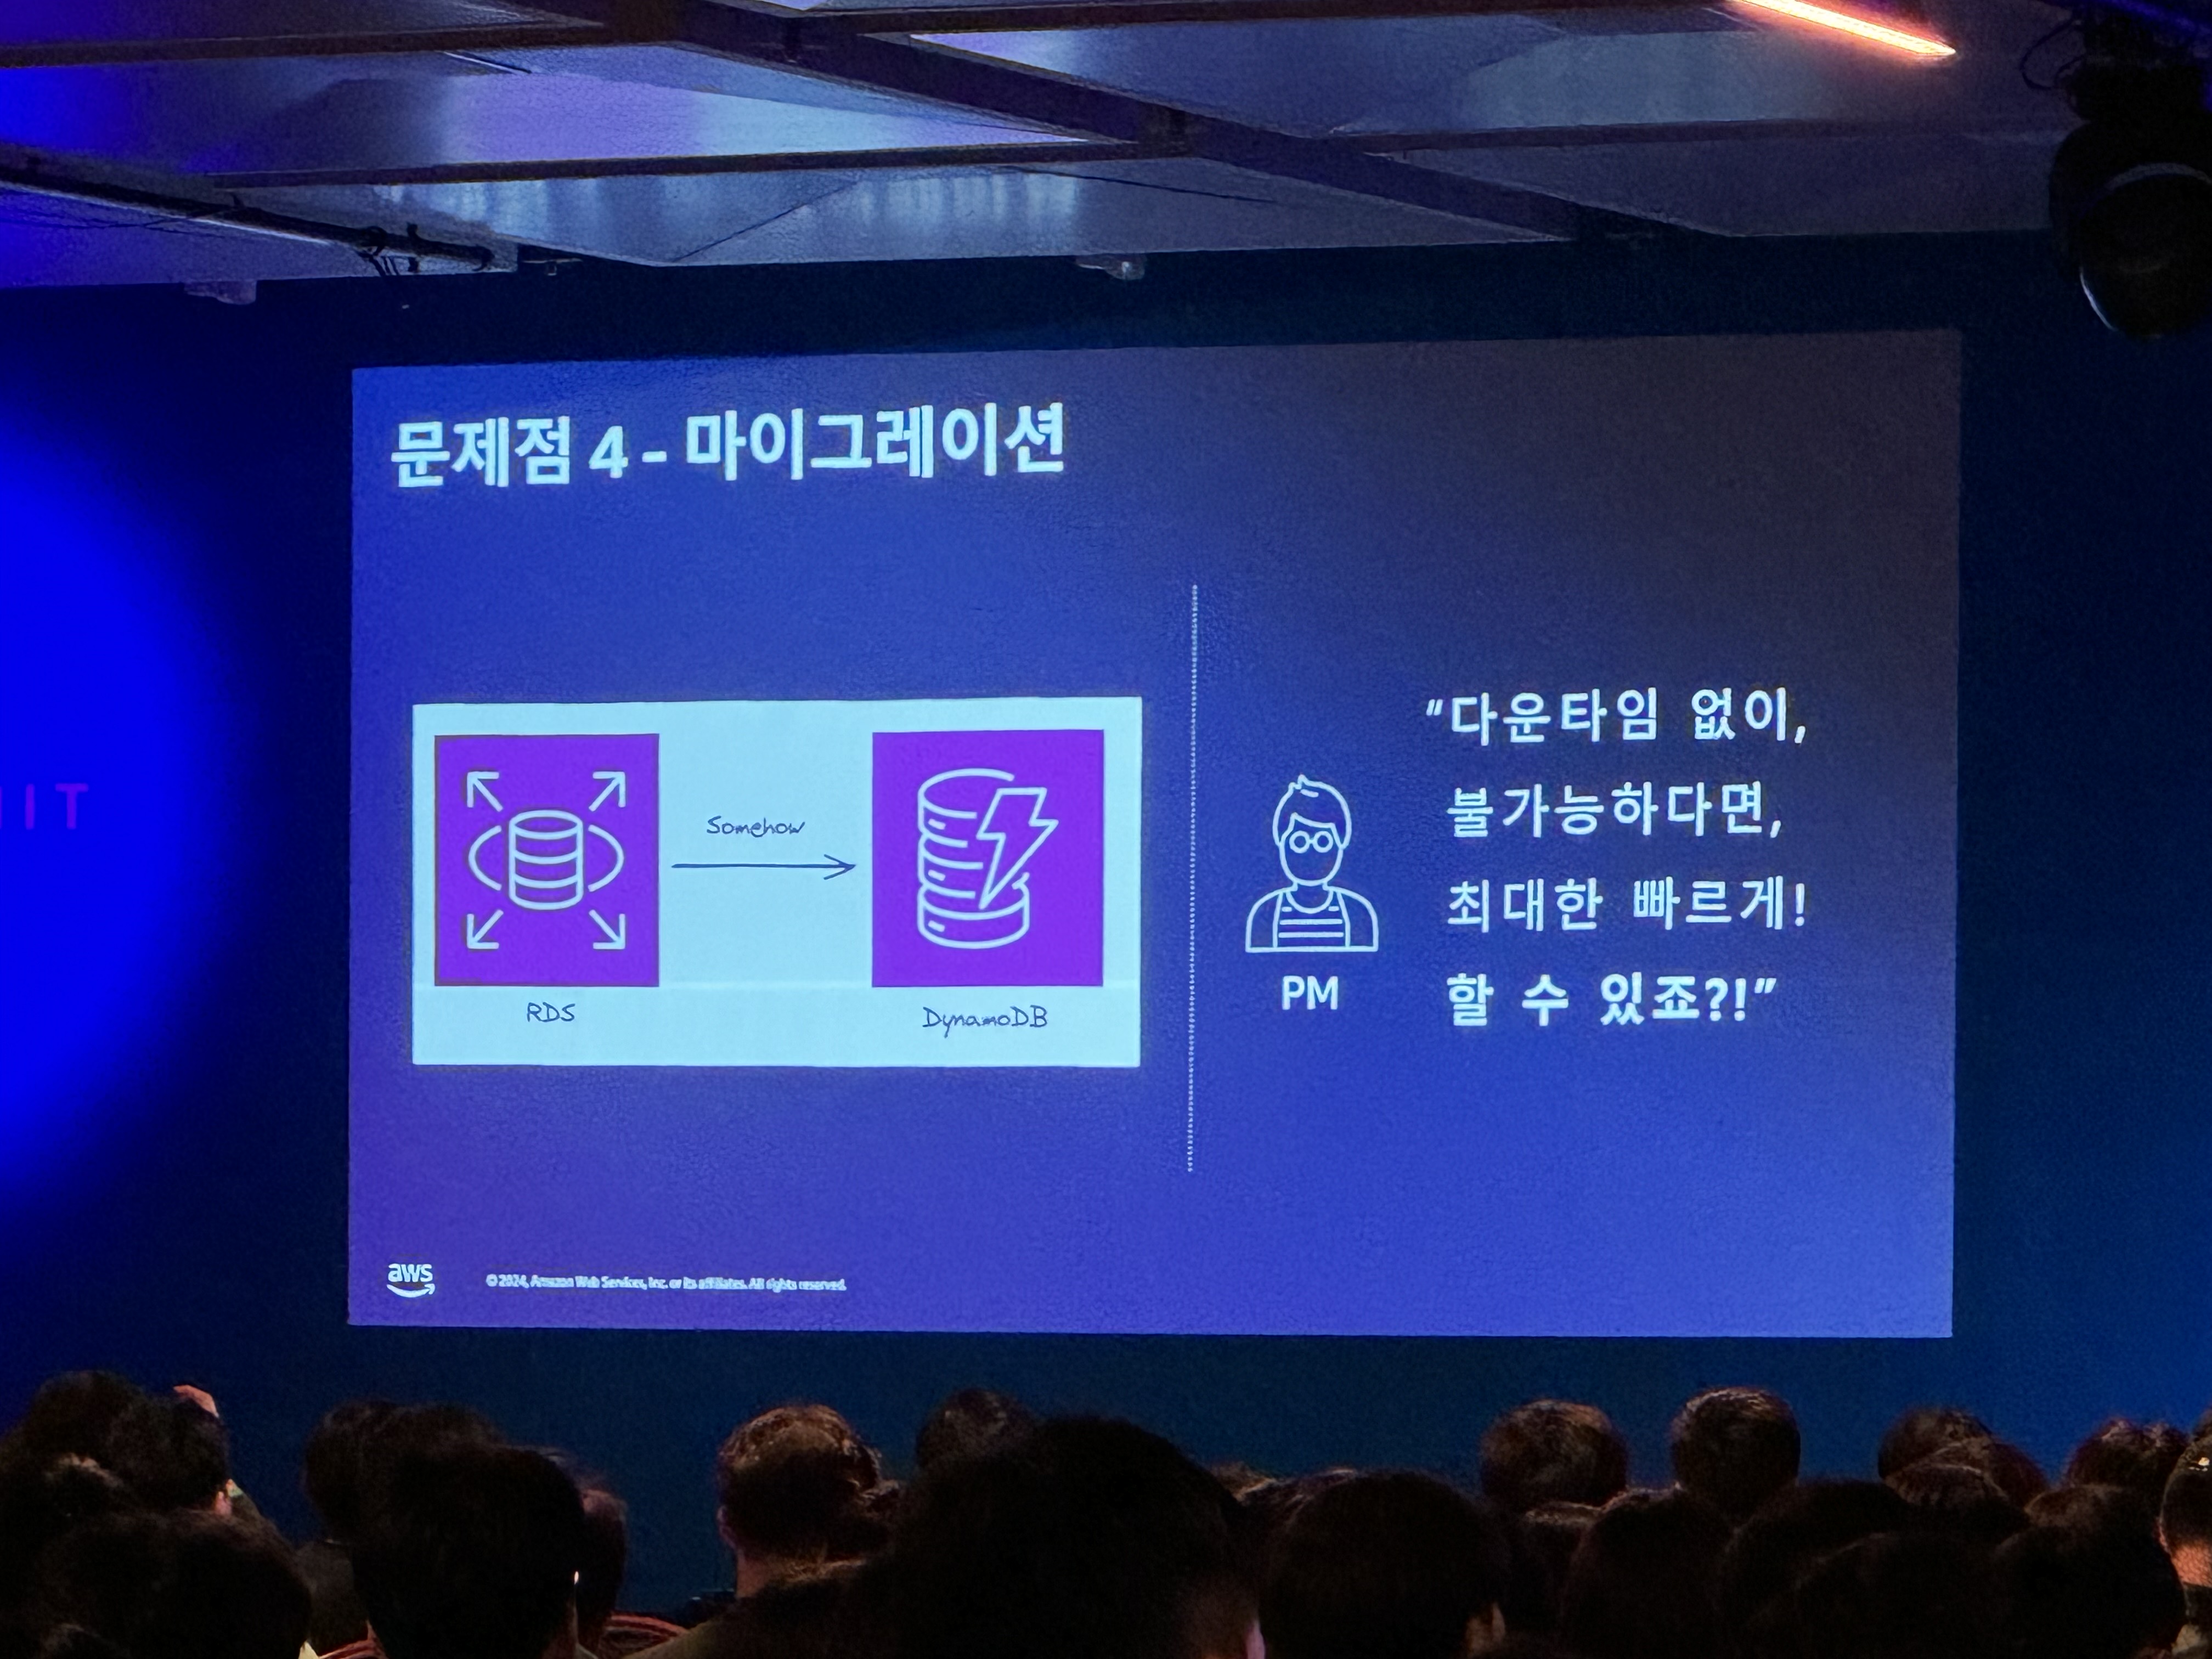 문제점 4 - 마이그레이션
Somehow
RDS
DynamoDB
PM
“다운타임 없이,
불가능하다면,
최대한 빠르게!
할 수 있죠?!”
aws
© 2024, Amazon Web Services, Inc. or its affiliates. All rights reserved.